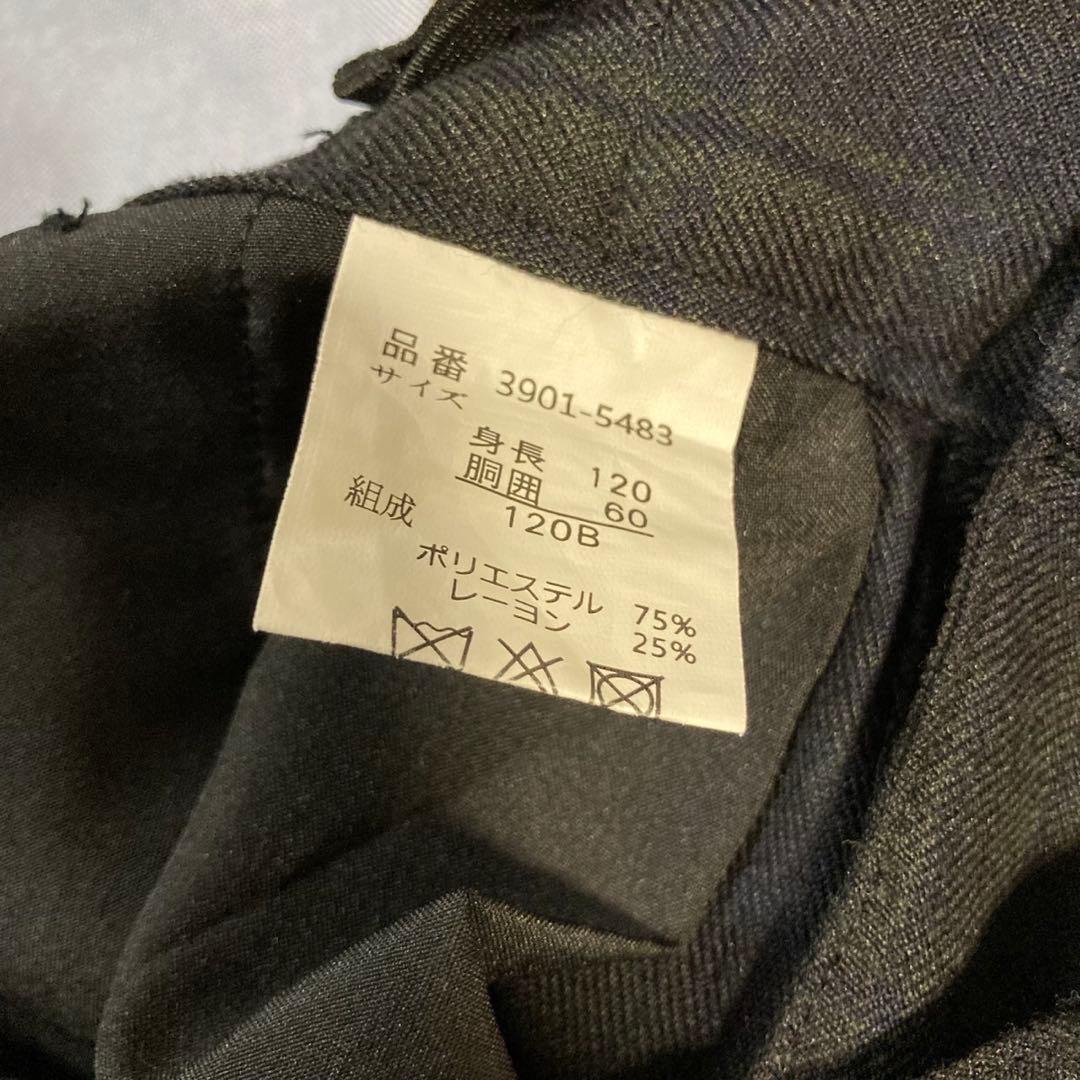 品番 3901-5483
サイズ
身長 120
胴囲 60
120B
組成
ポリエステル 75%
レーヨン 25%